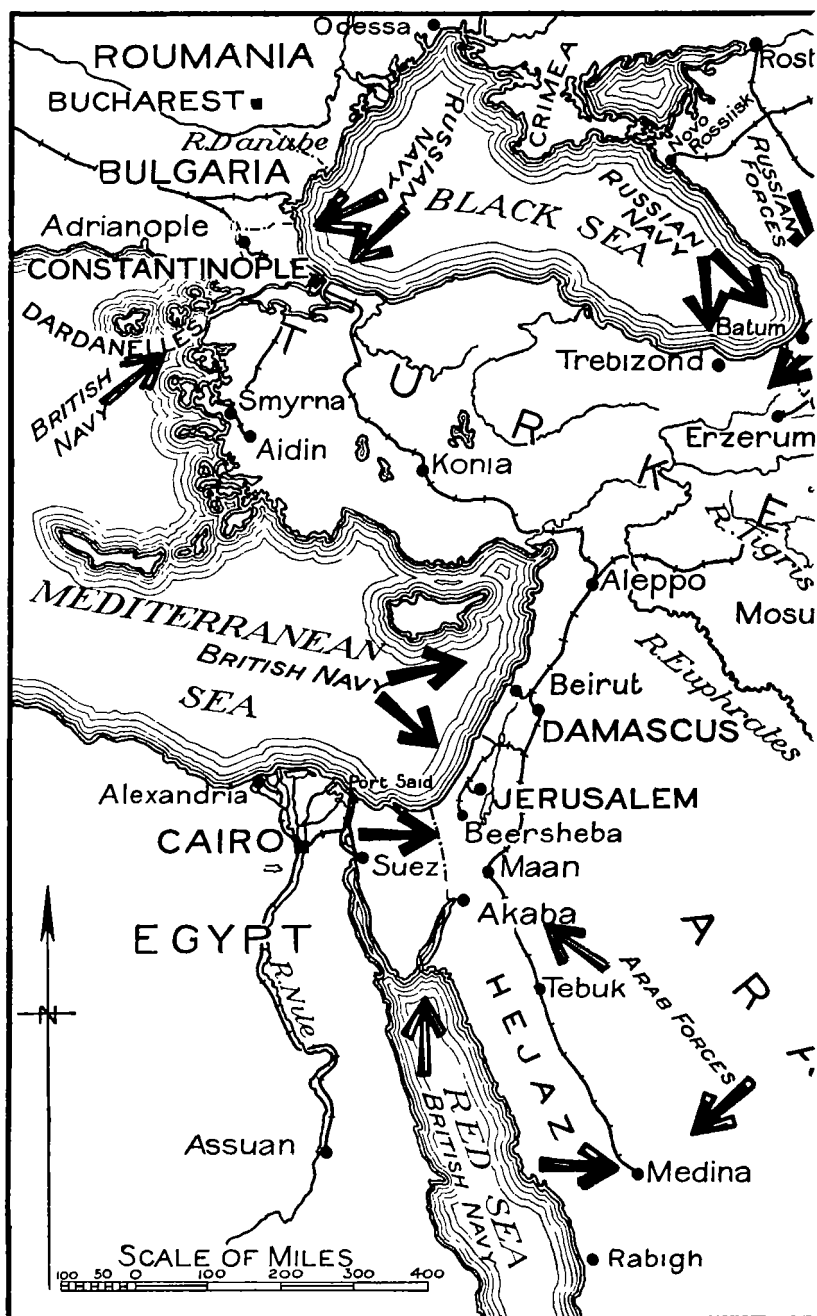 Odessa
ROUMANIA
BUCHAREST
R.Danube
BULGARIA
Adrianople
CONSTANTINOPLE
DARDANELLES
BRITISH
NAVY
RUSSIAN
NAVY
CRIMEA
BLACK SEA
Rost
NOVO
ROSSIISK
RUSSIAN
FORCES
RUSSIAN
NAVY
Batum
Trebizond
Erzerum
T U R K E
Smyrna
Aidin
Konia
R.Tigris
Aleppo
Mosu
R.Euphrates
MEDITERRANEAN
SEA
BRITISH NAVY
Beirut
DAMASCUS
Alexandria
PORT SAID
JERUSALEM
Beersheba
CAIRO
Suez
Maan
Akaba
EGYPT
R.Nile
A R A
ARAB FORCES
Tebuk
HEJAZ
N
RED SEA
BRITISH NAVY
Assuan
Medina
Rabigh
SCALE OF MILES
100 50 0 100 200 300 400